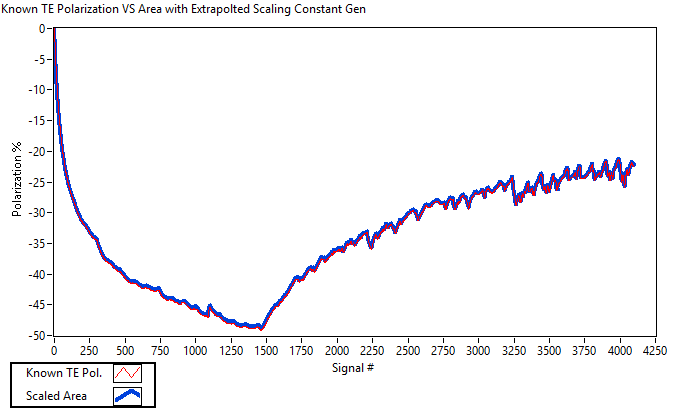 Known TE Polarization VS Area with Extrapolted Scaling Constant Gen
0
-5
-10
-15
-20
-25
-30
-35
-40
-45
-50
Polarization %
0 250 500 750 1000 1250 1500 1750 2000 2250 2500 2750 3000 3250 3500 3750 4000 4250
Signal #
Known TE Pol.
Scaled Area